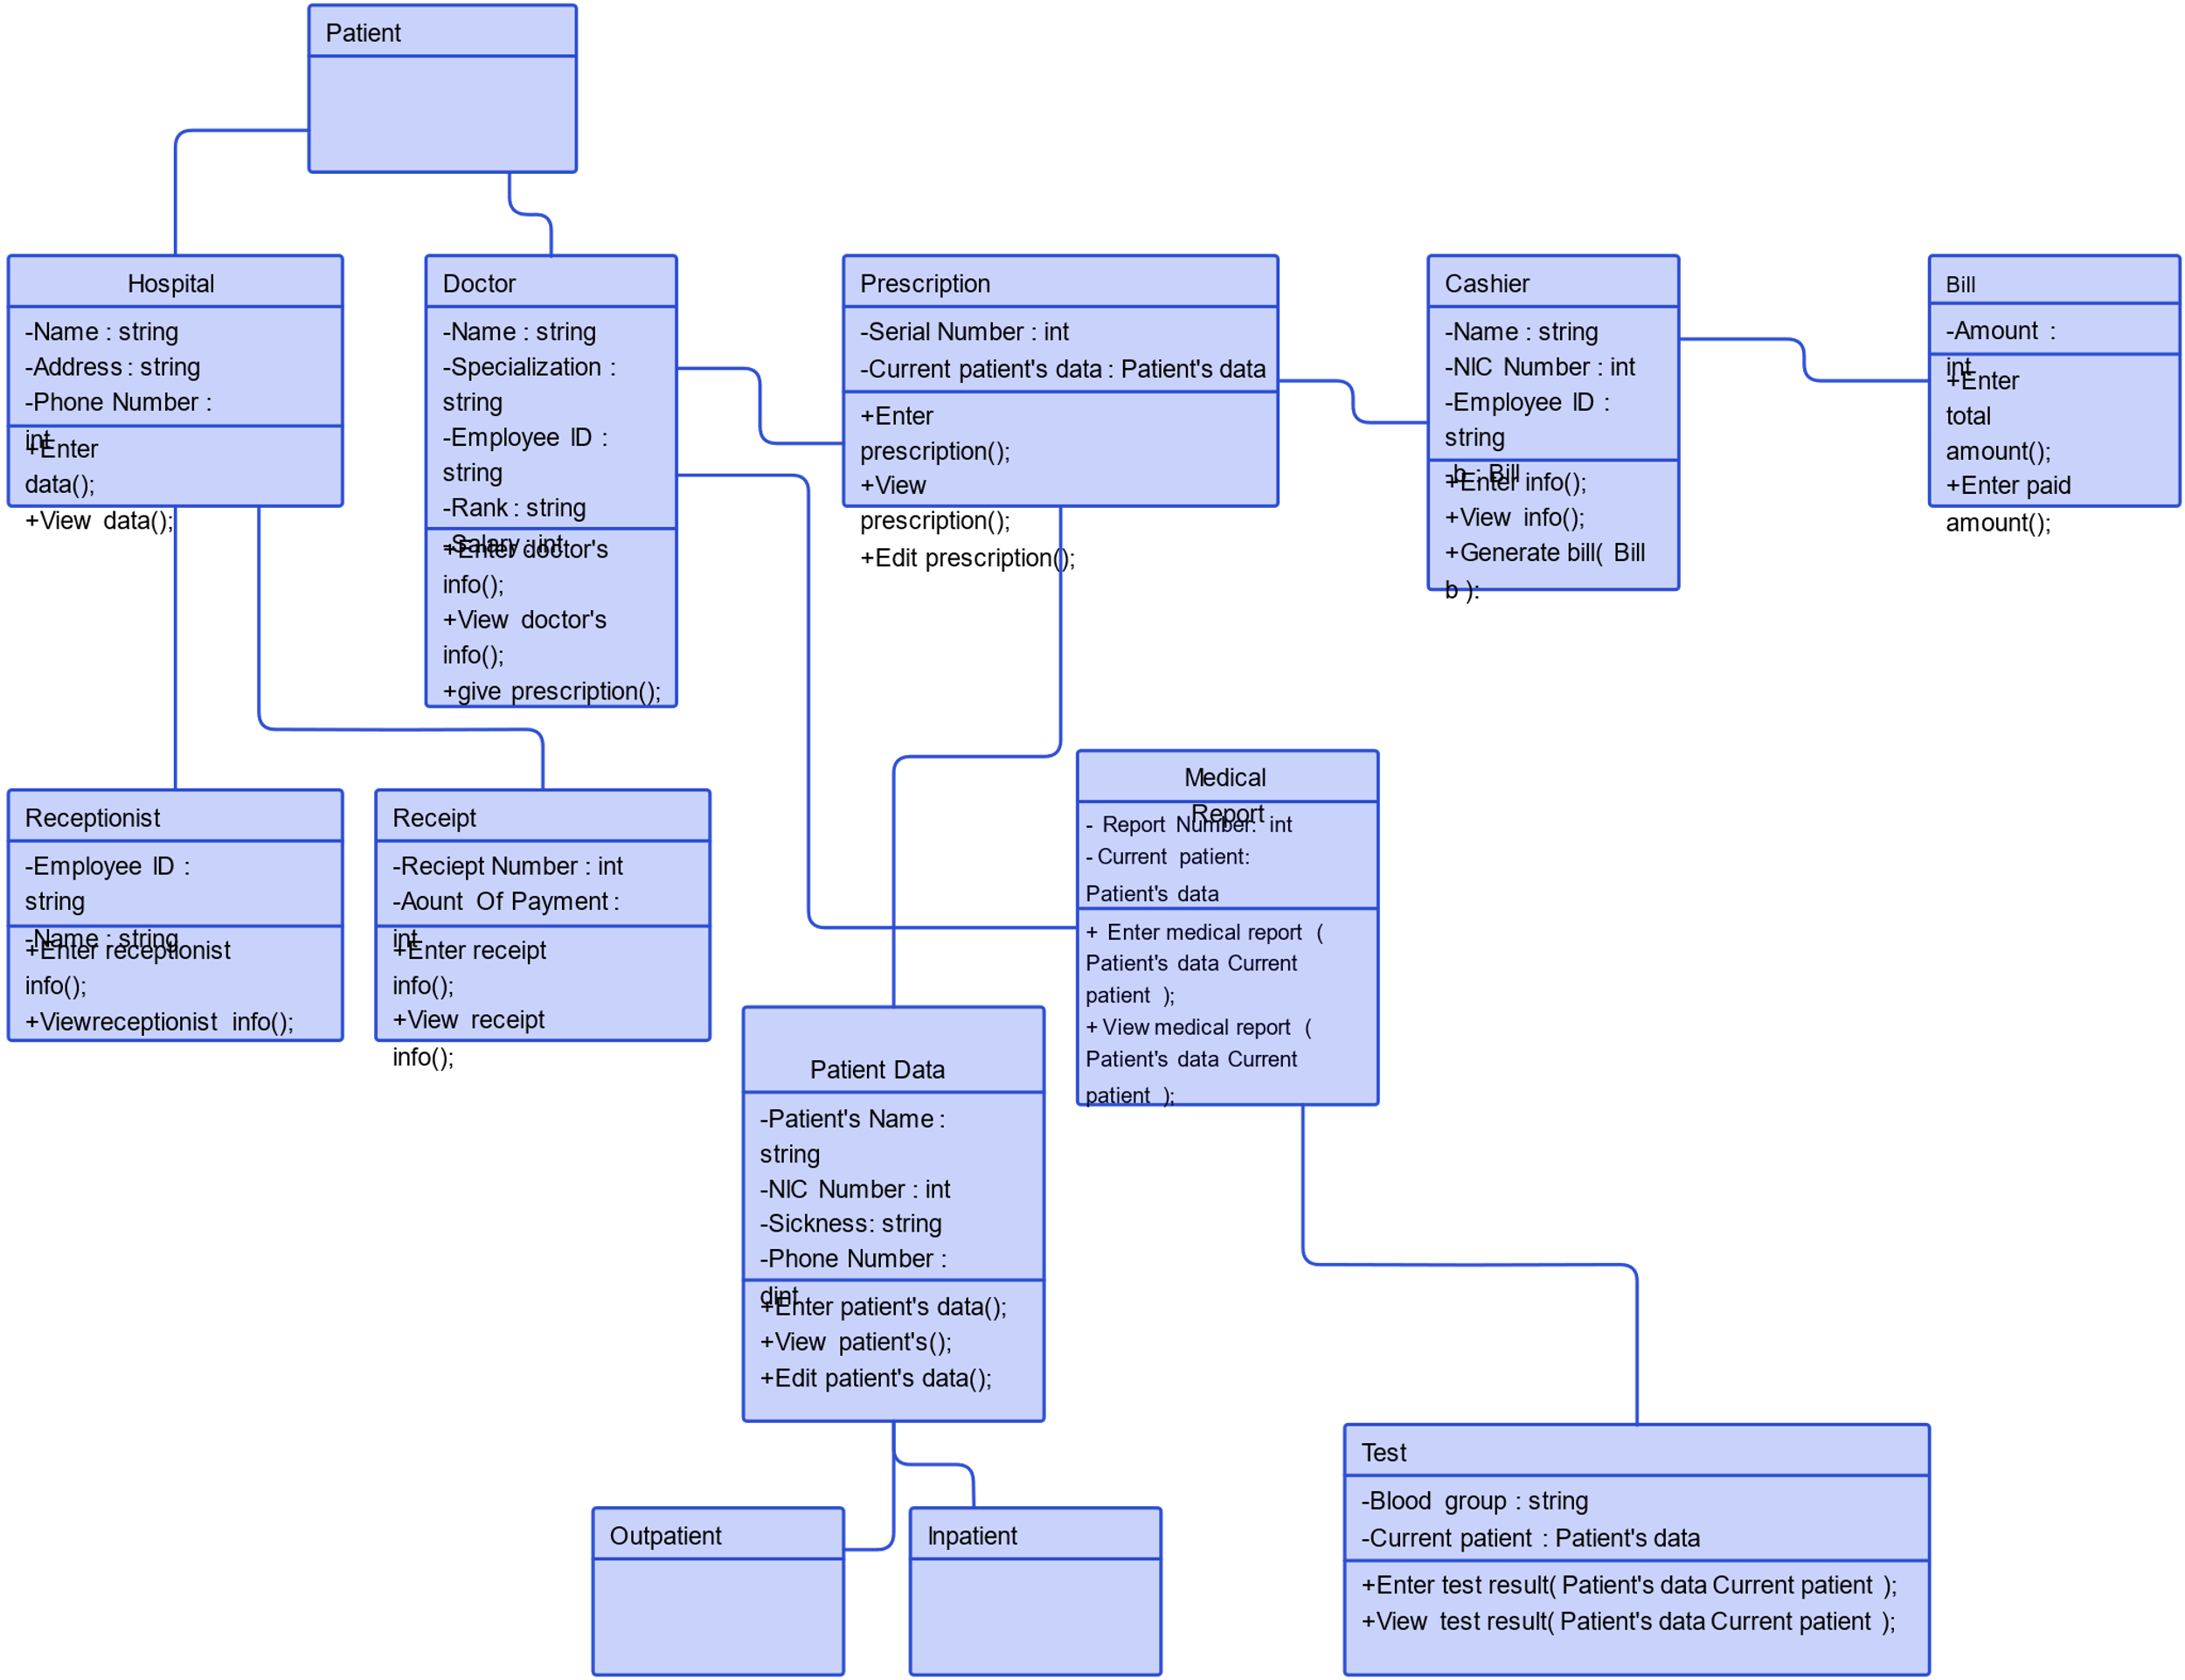 Patient
Hospital
-Name : string
-Address : string
-Phone Number :
int
+Enter
data();
+View data();
Doctor
-Name : string
-Specialization :
string
-Employee ID :
string
-Rank : string
-Salary : int
+Enter doctor's
info();
+View doctor's
info();
+give prescription();
Prescription
-Serial Number : int
-Current patient's data : Patient's data
+Enter
prescription();
+View
prescription();
+Edit prescription();
Cashier
-Name : string
-NIC Number : int
-Employee ID :
string
-b : Bill
+Enter info();
+View info();
+Generate bill( Bill
b ):
Bill
-Amount :
int
+Enter
total
amount();
+Enter paid
amount();
Receptionist
-Employee ID :
string
-Name : string
+Enter receptionist
info();
+Viewreceptionist info();
Receipt
-Reciept Number : int
-Aount Of Payment :
int
+Enter receipt
info();
+View receipt
info();
Medical
Report
- Report Number: int
- Current patient:
Patient's data
+ Enter medical report (
Patient's data Current
patient );
+ View medical report (
Patient's data Current
patient );
Patient Data
-Patient's Name :
string
-NIC Number : int
-Sickness: string
-Phone Number :
dint
+Enter patient's data();
+View patient's();
+Edit patient's data();
Outpatient
Inpatient
Test
-Blood group : string
-Current patient : Patient's data
+Enter test result( Patient's data Current patient );
+View test result( Patient's data Current patient );